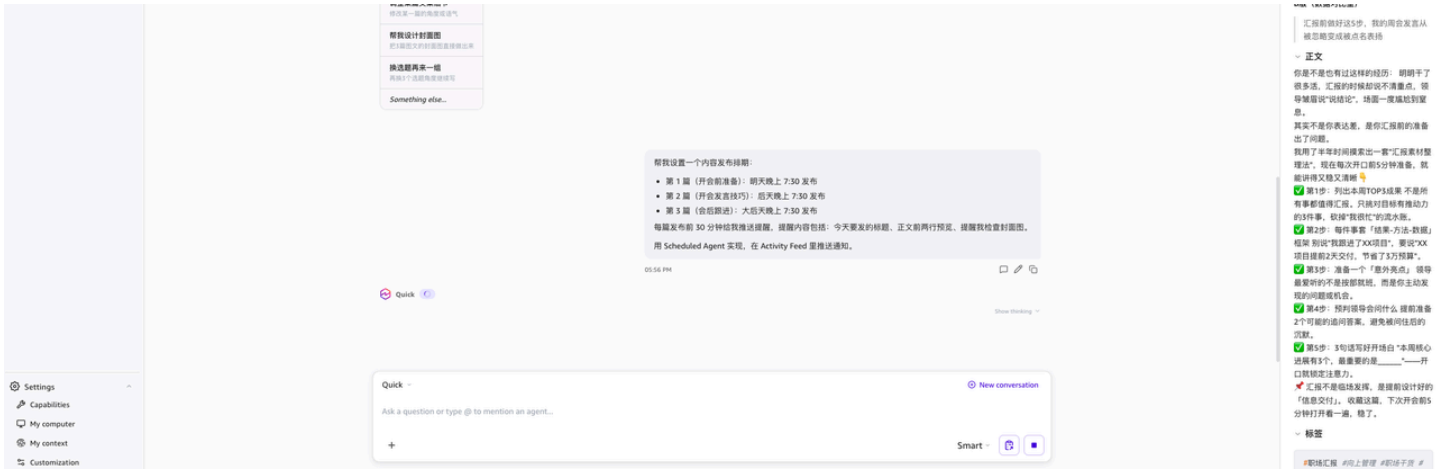 修改某一篇的角度或语气
帮我设计封面图
把3篇图文的封面图直接做出来
换选题再来一组
再换3个选题角度继续写
Something else...
帮我设置一个内容发布排期：
• 第 1 篇（开会前准备）：明天晚上 7:30 发布
• 第 2 篇（开会发言技巧）：后天晚上 7:30 发布
• 第 3 篇（会后跟进）：大后天晚上 7:30 发布
每篇发布前 30 分钟给我推送提醒，提醒内容包括：今天要发的标题、正文前两行预览、提醒我检查封面图。
用 Scheduled Agent 实现，在 Activity Feed 里推送通知。
05:56 PM
Quick
Show thinking
Quick
New conversation
Ask a question or type @ to mention an agent...
Smart
Settings
Capabilities
My computer
My context
Customization
汇报前做好这5步，我的周会发言从
被忽略变成被点名表扬
正文
你是不是也有过这样的经历： 明明干了
很多活，汇报的时候却说不清重点，领
导皱眉说"说结论"，场面一度尴尬到窒
息。
其实不是你表达差，是你汇报前的准备
出了问题。
我用了半年时间摸索出一套"汇报素材整
理法"，现在每次开口前5分钟准备，就
能讲得又稳又清晰👇
✅ 第1步：列出本周TOP3成果 不是所
有事都值得汇报。只挑对目标有推动力
的3件事，砍掉"我很忙"的流水账。
✅ 第2步：每件事套「结果-方法-数据」
框架 别说"我跟进了XX项目"，要说"XX
项目提前2天交付，节省了3万预算"。
✅ 第3步：准备一个「意外亮点」 领导
最爱听的不是按部就班，而是你主动发
现的问题或机会。
✅ 第4步：预判领导会问什么 提前准备
2个可能的追问答案，避免被问住后的
沉默。
✅ 第5步：3句话写好开场白 "本周核心
进展有3个，最重要的是______"——开
口就锁定注意力。
📌 汇报不是临场发挥，是提前设计好的
「信息交付」。 收藏这篇，下次开会前5
分钟打开看一遍，稳了。
标签
#职场汇报 #向上管理 #职场干货 #